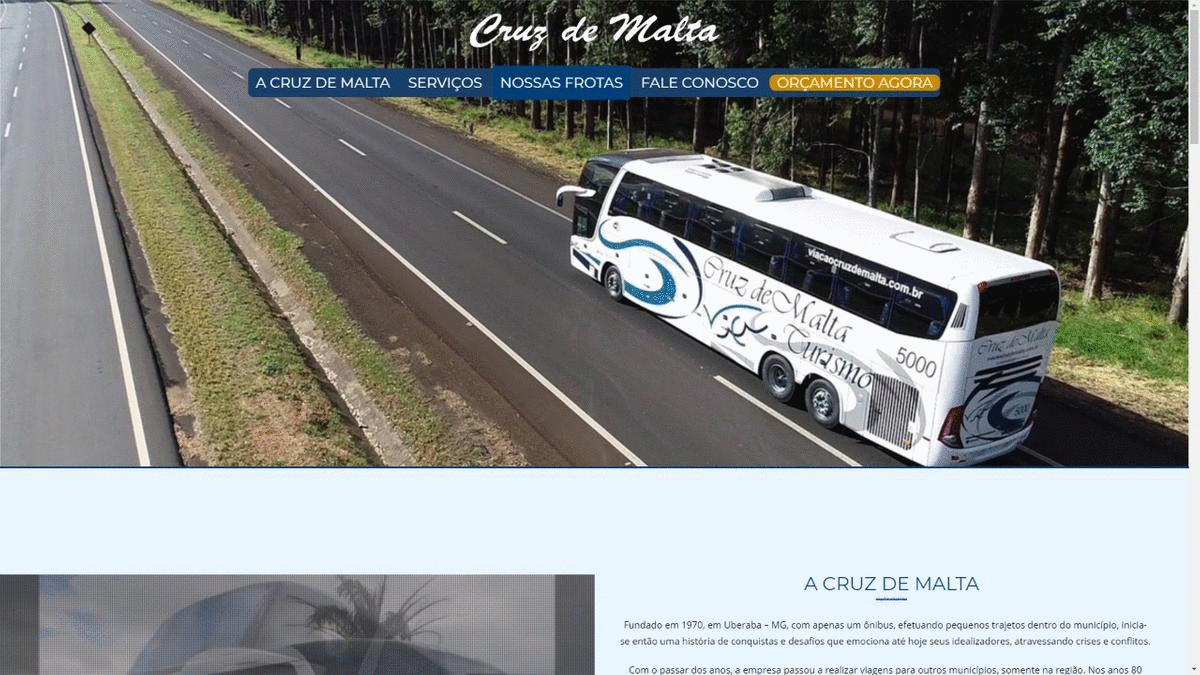 Cruz de Malta
A CRUZ DE MALTA SERVIÇOS NOSSAS FROTAS FALE CONOSCO ORÇAMENTO AGORA
viacaocruzdemalta.com.br
Cruz de Malta
Turismo
5000
Cruz de Malta
5000
A CRUZ DE MALTA
Fundado em 1970, em Uberaba – MG, com apenas um ônibus, efetuando pequenos trajetos dentro do município, inicia-
se então uma história de conquistas e desafios que emociona até hoje seus idealizadores, atravessando crises e conflitos.
Com o passar dos anos, a empresa passou a realizar viagens para outros municípios, somente na região. Nos anos 80